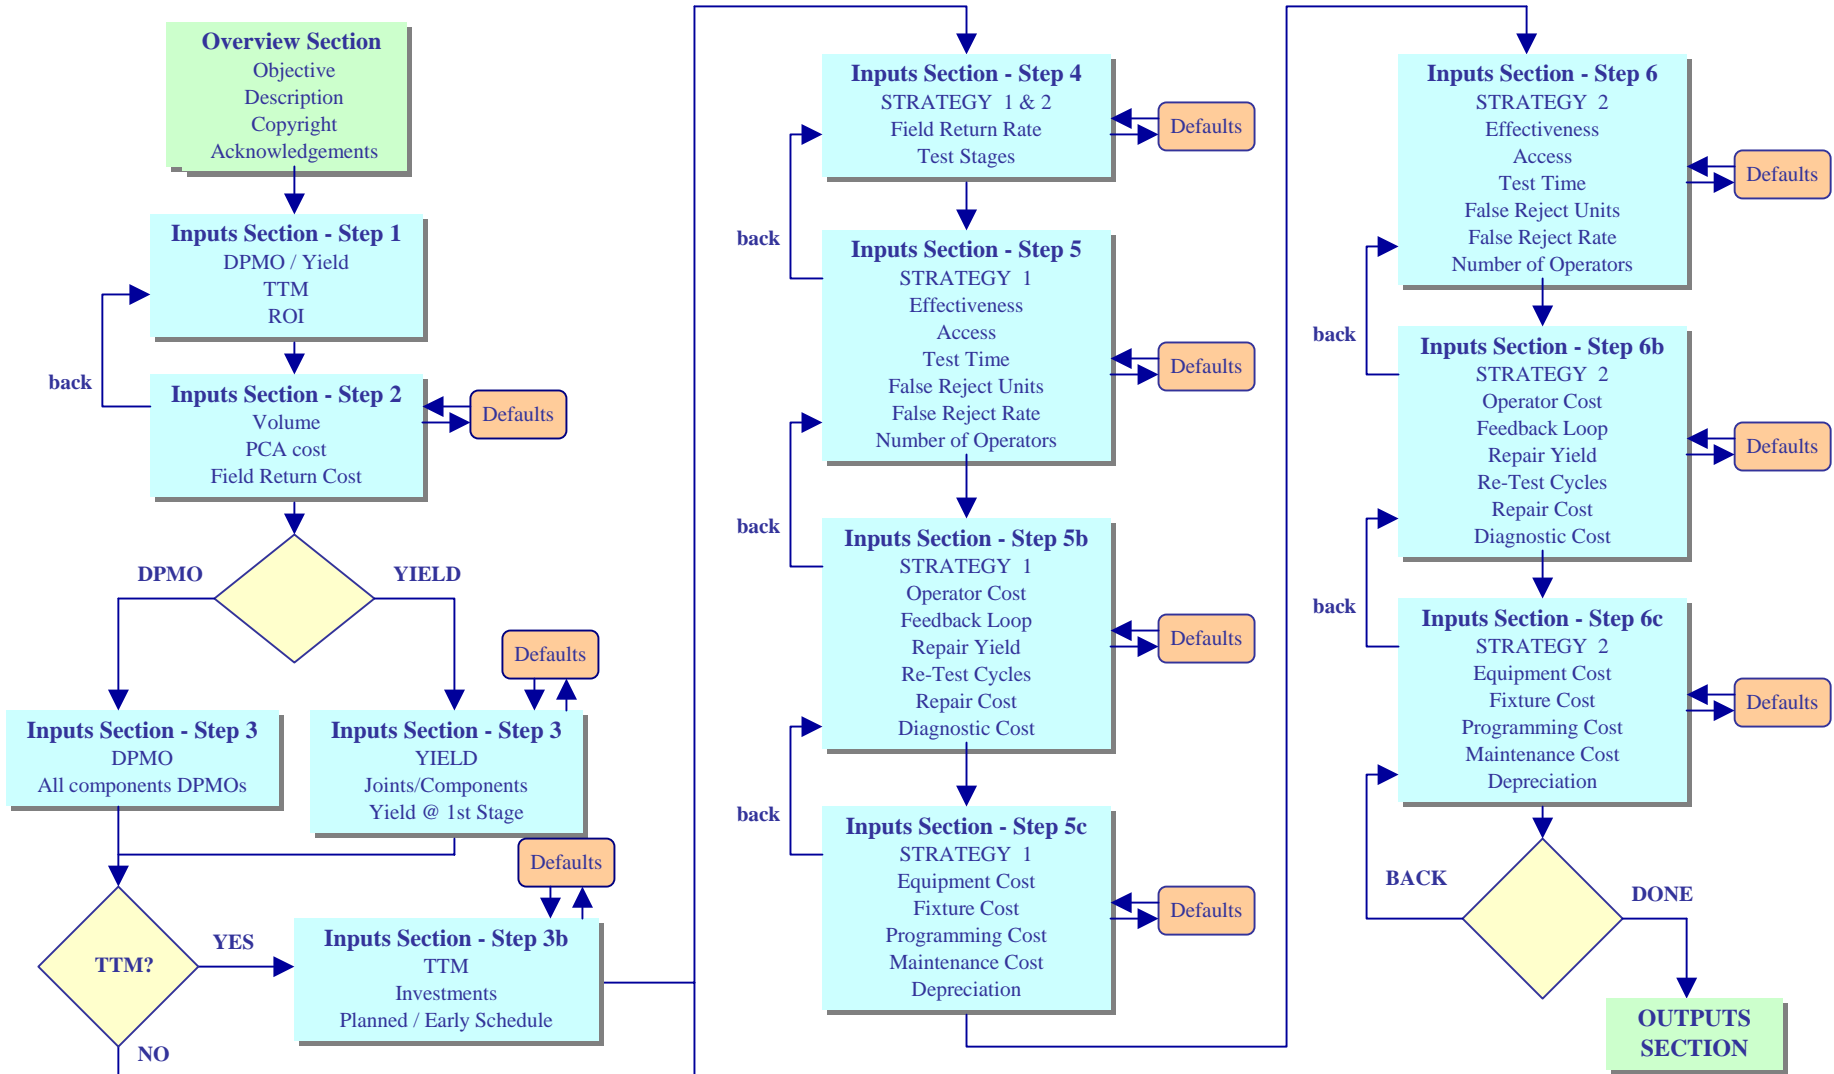 Overview Section
Objective
Description
Copyright
Acknowledgements
Inputs Section - Step 1
DPMO / Yield
TTM
ROI
back
Inputs Section - Step 2
Volume
PCA cost
Field Return Cost
Defaults
DPMO
YIELD
Defaults
Inputs Section - Step 3
DPMO
All components DPMOs
Inputs Section - Step 3
YIELD
Joints/Components
Yield @ 1st Stage
Defaults
TTM?
YES
NO
Inputs Section - Step 3b
TTM
Investments
Planned / Early Schedule
Inputs Section - Step 4
STRATEGY 1 & 2
Field Return Rate
Test Stages
Defaults
back
Inputs Section - Step 5
STRATEGY 1
Effectiveness
Access
Test Time
False Reject Units
False Reject Rate
Number of Operators
Defaults
back
Inputs Section - Step 5b
STRATEGY 1
Operator Cost
Feedback Loop
Repair Yield
Re-Test Cycles
Repair Cost
Diagnostic Cost
Defaults
back
Inputs Section - Step 5c
STRATEGY 1
Equipment Cost
Fixture Cost
Programming Cost
Maintenance Cost
Depreciation
Defaults
Inputs Section - Step 6
STRATEGY 2
Effectiveness
Access
Test Time
False Reject Units
False Reject Rate
Number of Operators
Defaults
back
Inputs Section - Step 6b
STRATEGY 2
Operator Cost
Feedback Loop
Repair Yield
Re-Test Cycles
Repair Cost
Diagnostic Cost
Defaults
back
Inputs Section - Step 6c
STRATEGY 2
Equipment Cost
Fixture Cost
Programming Cost
Maintenance Cost
Depreciation
Defaults
BACK
DONE
OUTPUTS
SECTION